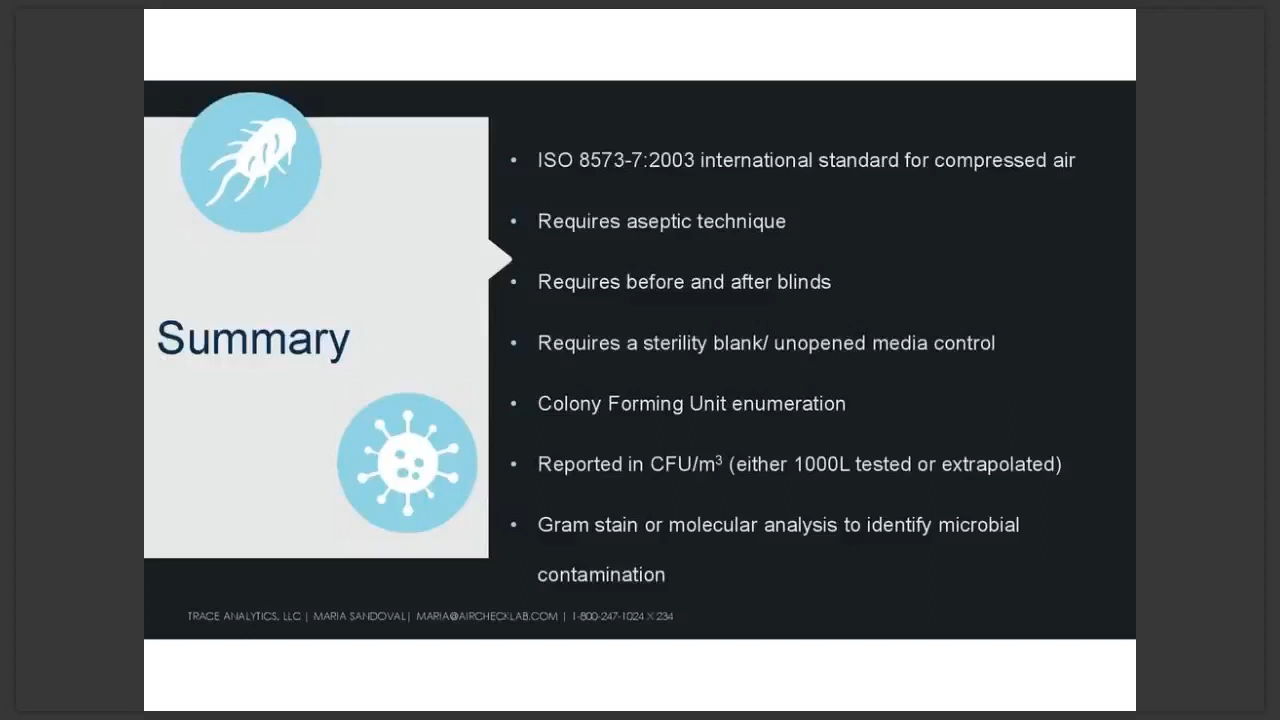 Summary
• ISO 8573-7:2003 international standard for compressed air
• Requires aseptic technique
• Requires before and after blinds
• Requires a sterility blank/ unopened media control
• Colony Forming Unit enumeration
• Reported in CFU/m³ (either 1000L tested or extrapolated)
• Gram stain or molecular analysis to identify microbial
contamination
TRACE ANALYTICS, LLC | MARIA SANDOVAL| MARIA@AIRCHECKLAB.COM | 1-800-247-1024 X 234